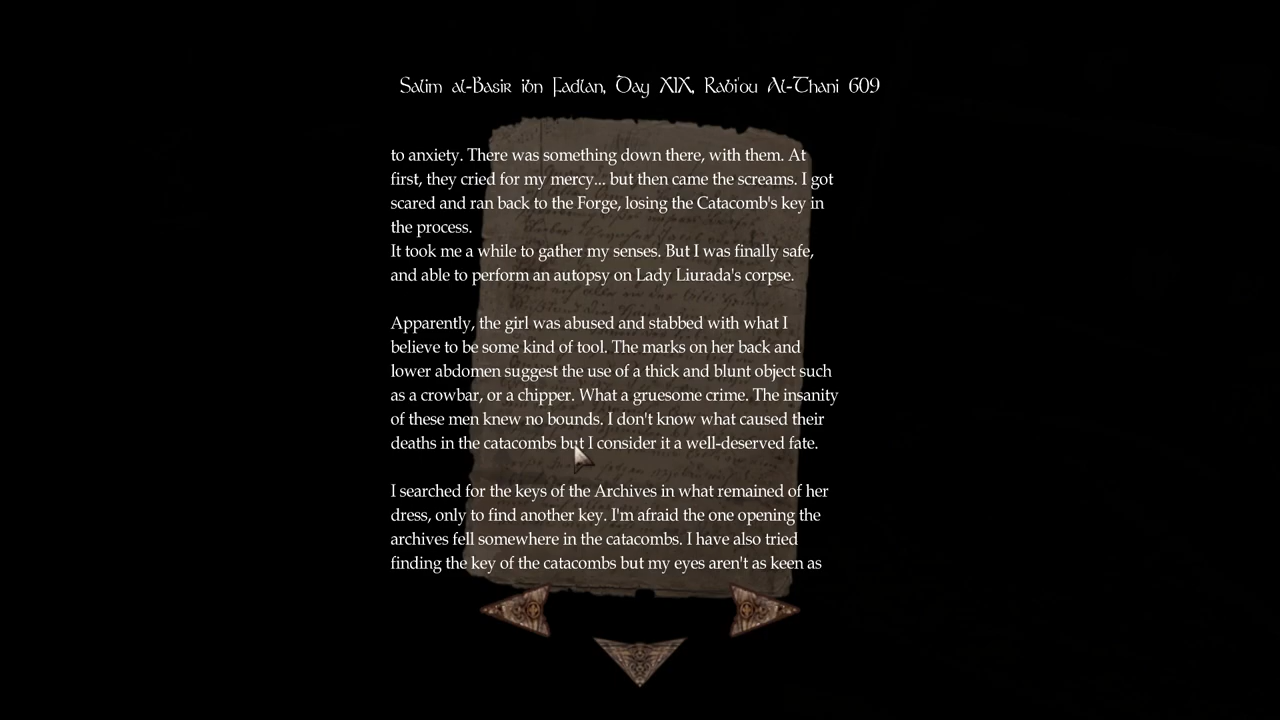 Salim al-Basir ibn Fadlan, Day XIX, Rabi'ou Al-Thani 609
to anxiety. There was something down there, with them. At
first, they cried for my mercy... but then came the screams. I got
scared and ran back to the Forge, losing the Catacomb's key in
the process.
It took me a while to gather my senses. But I was finally safe,
and able to perform an autopsy on Lady Liurada's corpse.
Apparently, the girl was abused and stabbed with what I
believe to be some kind of tool. The marks on her back and
lower abdomen suggest the use of a thick and blunt object such
as a crowbar, or a chipper. What a gruesome crime. The insanity
of these men knew no bounds. I don't know what caused their
deaths in the catacombs but I consider it a well-deserved fate.
I searched for the keys of the Archives in what remained of her
dress, only to find another key. I'm afraid the one opening the
archives fell somewhere in the catacombs. I have also tried
finding the key of the catacombs but my eyes aren't as keen as